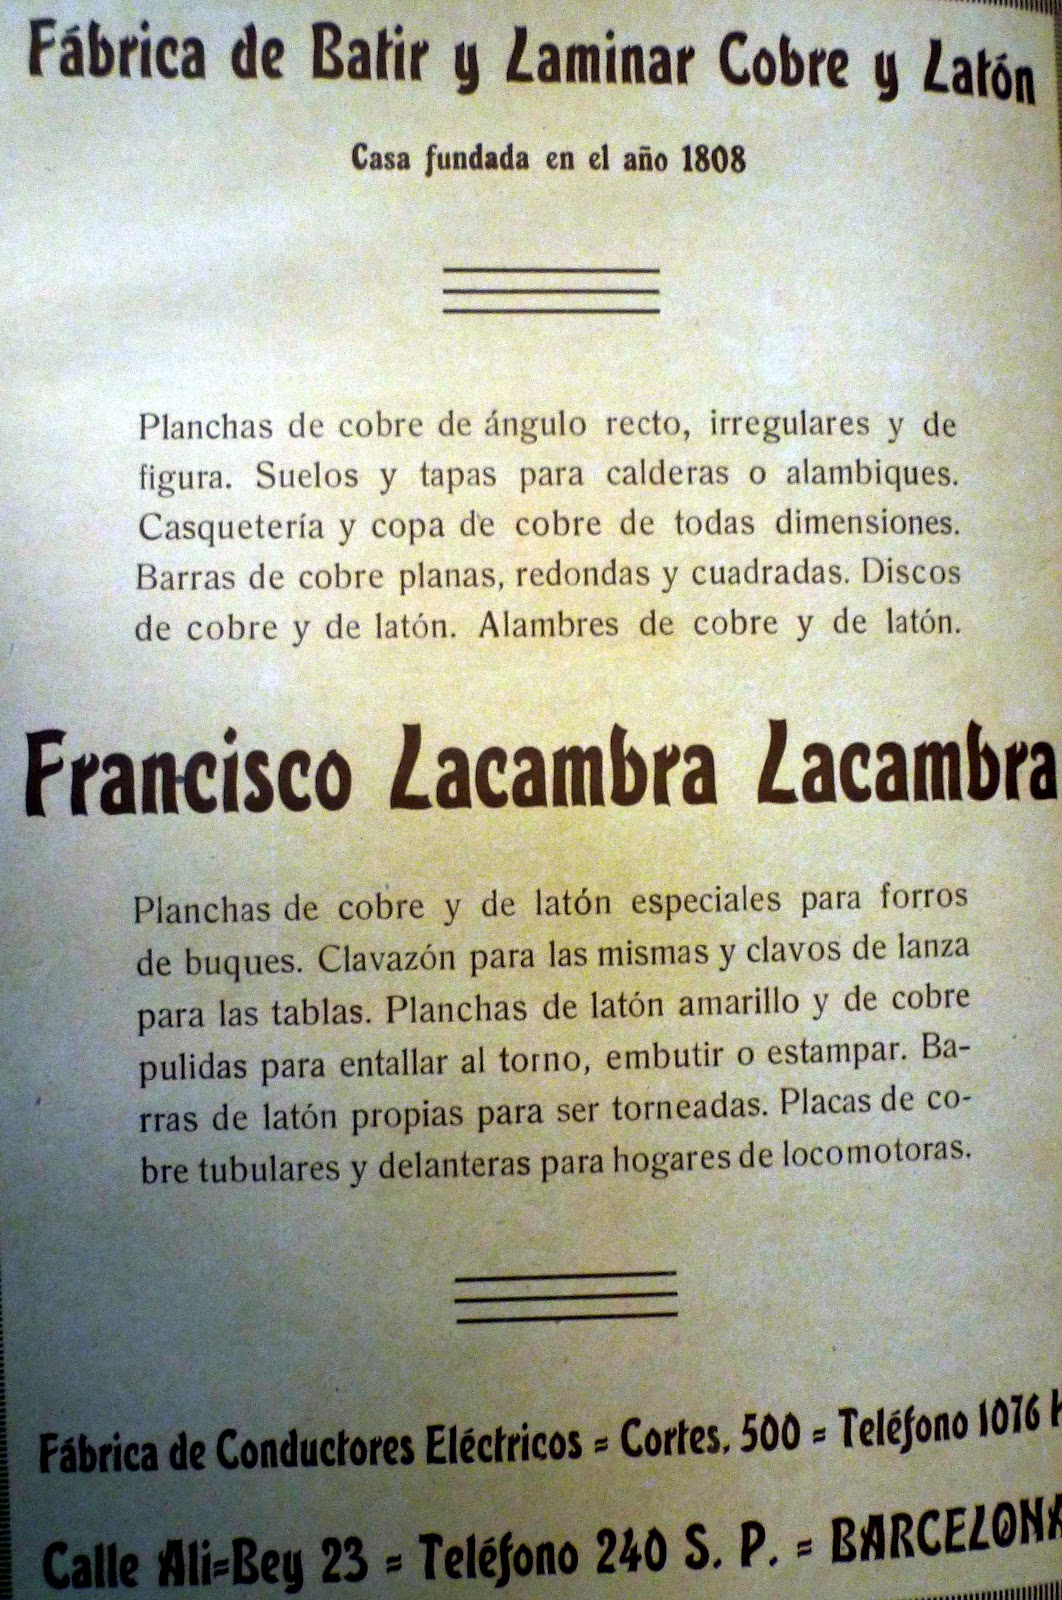 Fábrica de Batir y Laminar Cobre y Latón
Casa fundada en el año 1808
Planchas de cobre de ángulo recto, irregulares y de
figura. Suelos y tapas para calderas o alambiques.
Casquetería y copa de cobre de todas dimensiones.
Barras de cobre planas, redondas y cuadradas. Discos
de cobre y de latón. Alambres de cobre y de latón.
Francisco Lacambra Lacambra
Planchas de cobre y de latón especiales para forros
de buques. Clavazón para las mismas y clavos de lanza
para las tablas. Planchas de latón amarillo y de cobre
pulidas para entallar al torno, embutir o estampar. Ba-
rras de latón propias para ser torneadas. Placas de co-
bre tubulares y delanteras para hogares de locomotoras.
Fábrica de Conductores Eléctricos = Cortes, 500 = Teléfono 1076
Calle Ali=Bey 23 = Teléfono 240 S. P. = BARCELONA